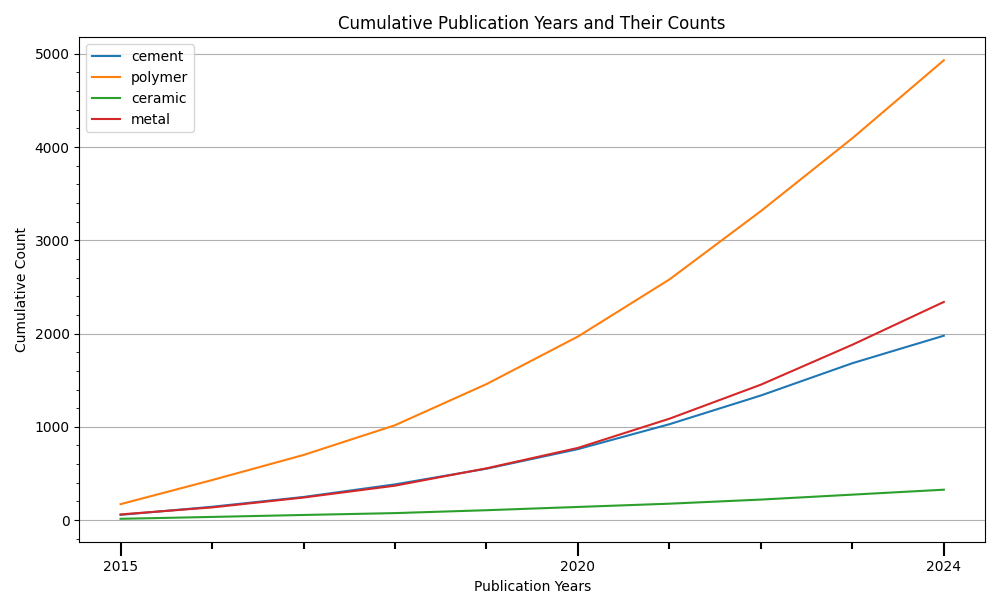 Cumulative Publication Years and Their Counts
cement
polymer
ceramic
metal
5000
4000
3000
2000
1000
0
Cumulative Count
2015
2020
2024
Publication Years